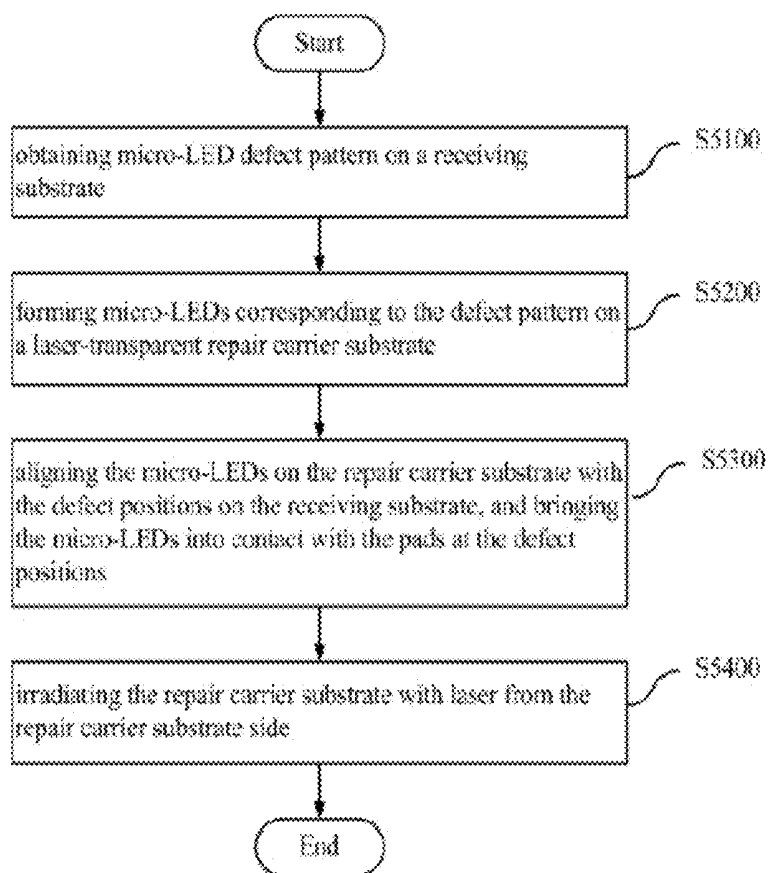 Start
S5100
obtaining micro-LED defect pattern on a receiving
substrate
S5200
forming micro-LEDs corresponding to the defect pattern on
a laser-transparent repair carrier substrate
S5300
aligning the micro-LEDs on the repair carrier substrate with
the defect positions on the receiving substrate, and bringing
the micro-LEDs into contact with the pads at the defect
positions
S5400
irradiating the repair carrier substrate with laser from the
repair carrier substrate side
End